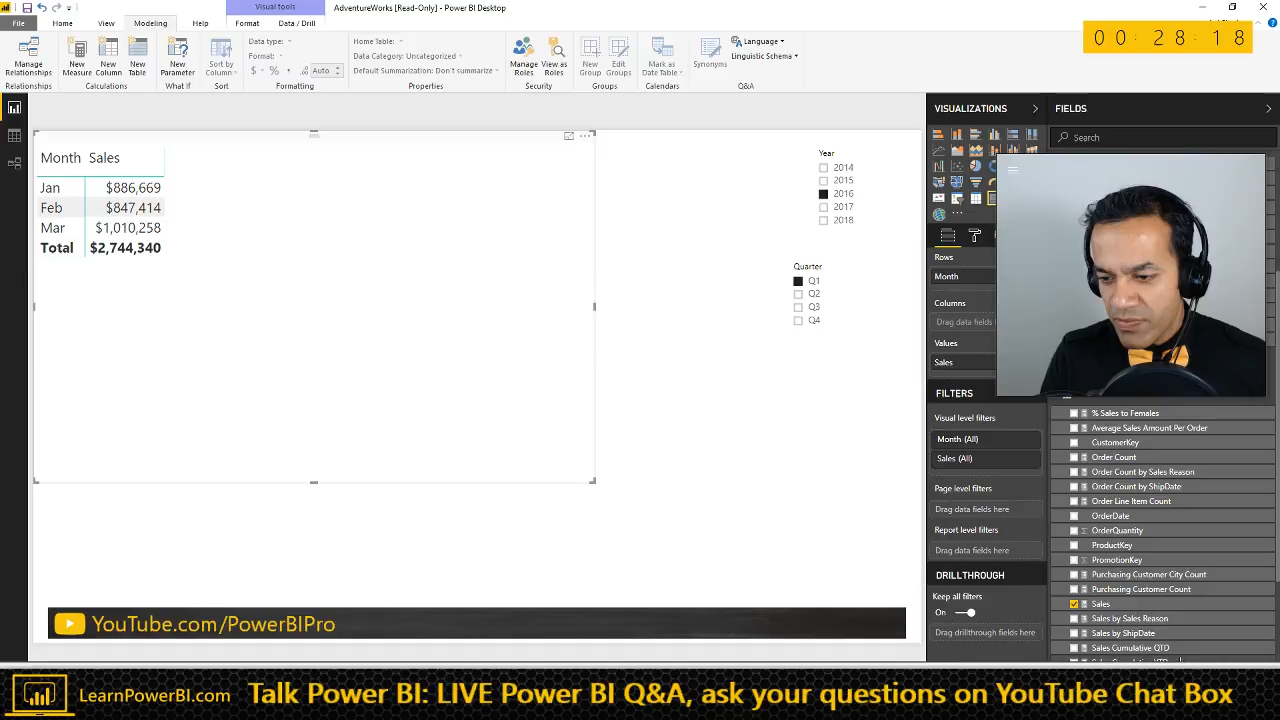 Visual tools
AdventureWorks [Read-Only] - Power BI Desktop
File
Home
View
Modeling
Help
Format
Data / Drill
00:28:18
Manage Relationships
New Measure
New Column
New Table
New Parameter
Sort by Column
Data type:
Format:
$ % , Auto
Home Table:
Data Category: Uncategorized
Default Summarization: Don't summarize
Manage Roles
View as Roles
New Group
Edit Groups
Mark as Date Table
Synonyms
Language
Linguistic Schema
Relationships
Calculations
What If
Sort
Formatting
Properties
Security
Groups
Calendars
Q&A
VISUALIZATIONS
FIELDS
Search
Month Sales
Jan $886,669
Feb $847,414
Mar $1,010,258
Total $2,744,340
Year
2014
2015
2016
2017
2018
Quarter
Q1
Q2
Q3
Q4
Rows
Month
Columns
Drag data fields
Values
Sales
FILTERS
Visual level filters
Month (All)
Sales (All)
Page level filters
Drag data fields here
Report level filters
Drag data fields here
DRILLTHROUGH
Keep all filters
On
Drag drillthrough fields here
% Sales to Females
Average Sales Amount Per Order
CustomerKey
Order Count
Order Count by Sales Reason
Order Count by ShipDate
Order Line Item Count
OrderDate
OrderQuantity
ProductKey
PromotionKey
Purchasing Customer City Count
Purchasing Customer Count
Sales
Sales by Sales Reason
Sales by ShipDate
Sales Cumulative QTD
YouTube.com/PowerBIPro
LearnPowerBI.com
Talk Power BI: LIVE Power BI Q&A, ask your questions on YouTube Chat Box